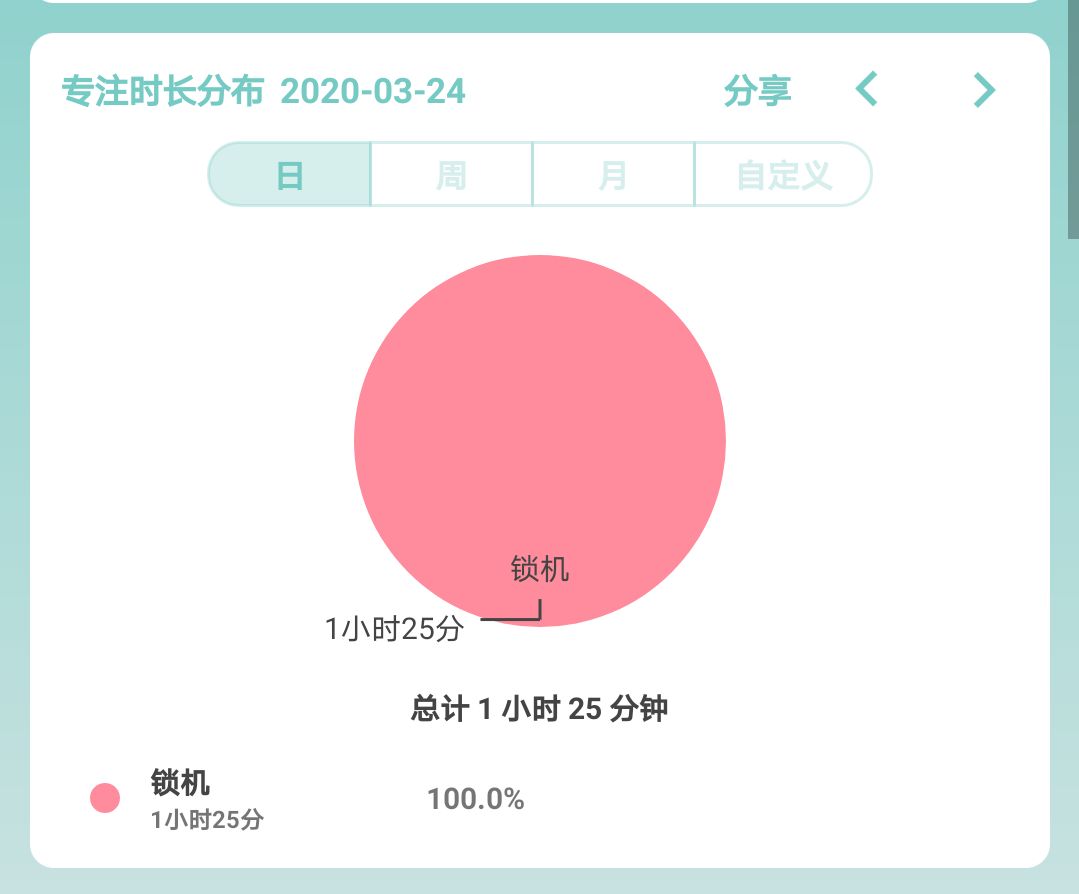 专注时长分布 2020-03-24 分享
日 周 月 自定义
锁机
1小时25分
总计 1 小时 25 分钟
锁机
1小时25分
100.0%